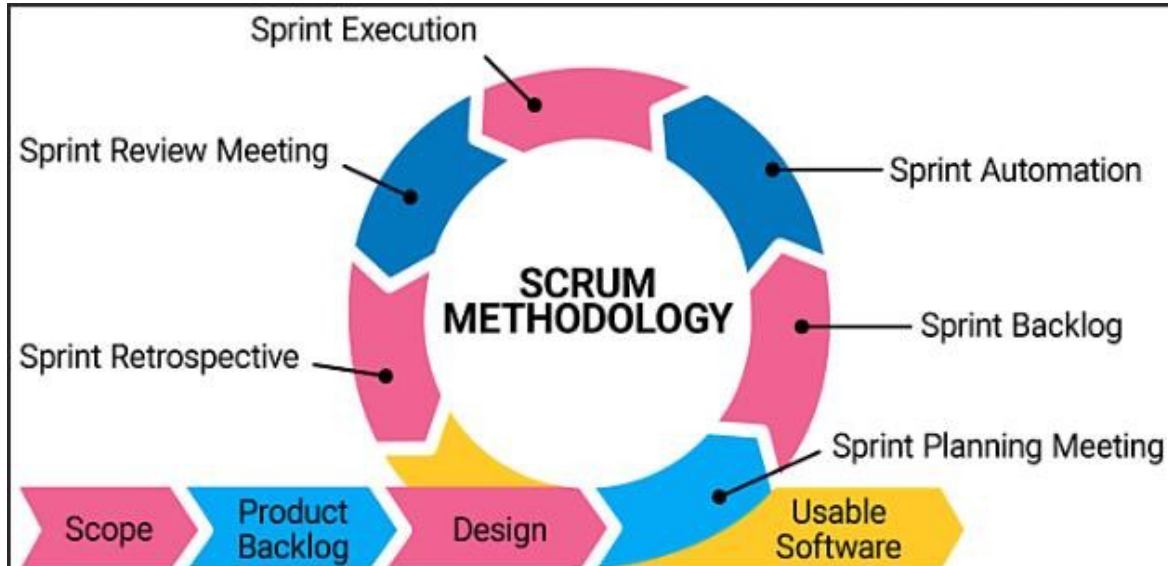 Sprint Execution
Sprint Review Meeting
Sprint Automation
SCRUM
METHODOLOGY
Sprint Backlog
Sprint Retrospective
Sprint Planning Meeting
Scope
Product
Backlog
Design
Usable
Software